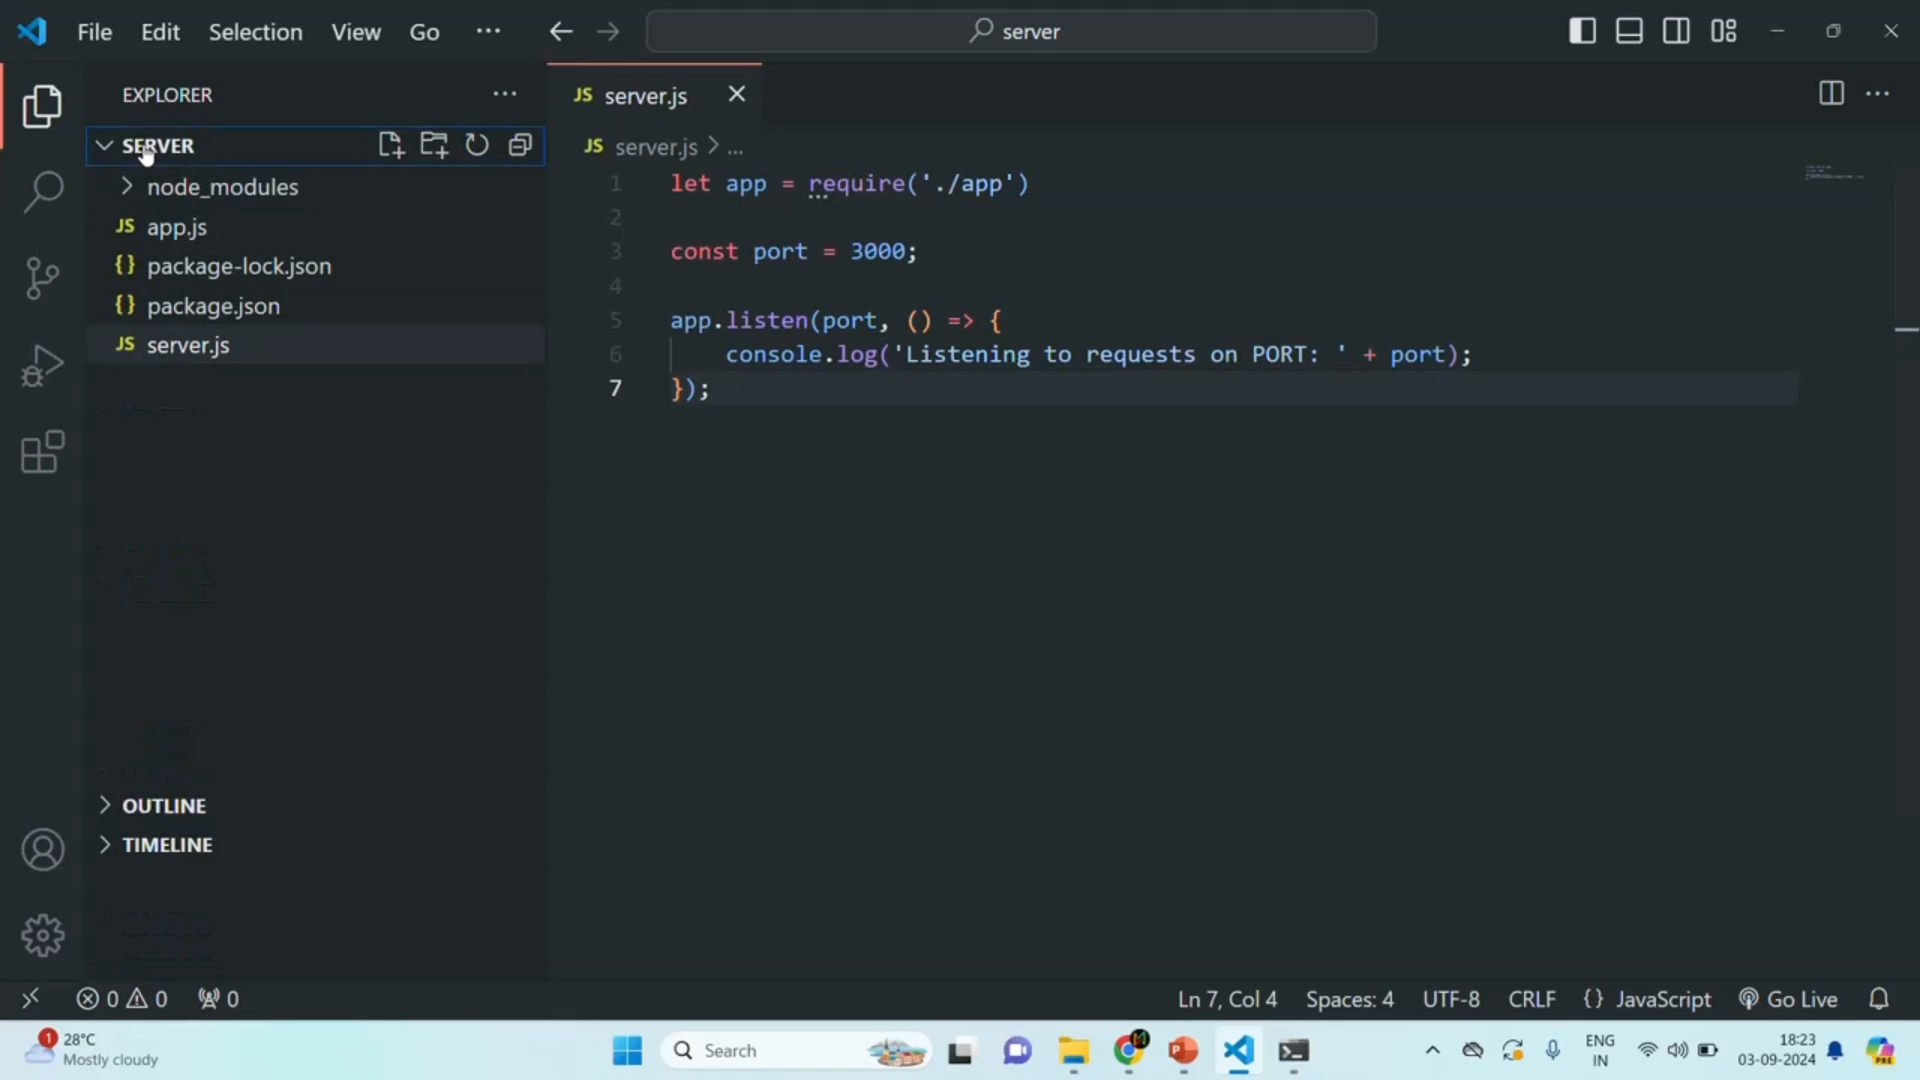 File Edit Selection View Go ···
server
EXPLORER ···
SERVER
node_modules
JS app.js
{} package-lock.json
{} package.json
JS server.js
OUTLINE
TIMELINE
JS server.js
JS server.js > ...
1 let app = require('./app')
2
3 const port = 3000;
4
5 app.listen(port, () => {
6 console.log('Listening to requests on PORT: ' + port);
7 });
0 0 0
Ln 7, Col 4 Spaces: 4 UTF-8 CRLF {} JavaScript Go Live
1
28°C
Mostly cloudy
Search
ENG
IN
18:23
03-09-2024
PRE